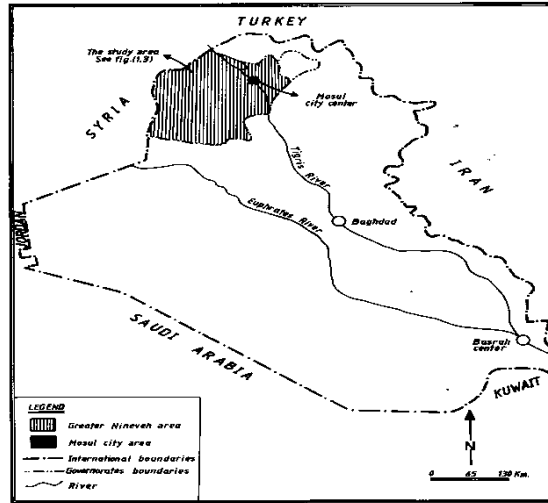 TURKEY
The study area
See fig.(1.3)
Mosul
city center
SYRIA
IRAN
Tigris River
Euphrates River
Baghdad
JORDAN
SAUDI ARABIA
Basrah
center
KUWAIT
LEGEND
Greater Nineveh area
Mosul city area
International boundaries
Governorates boundaries
River
N
0 65 130 Km.